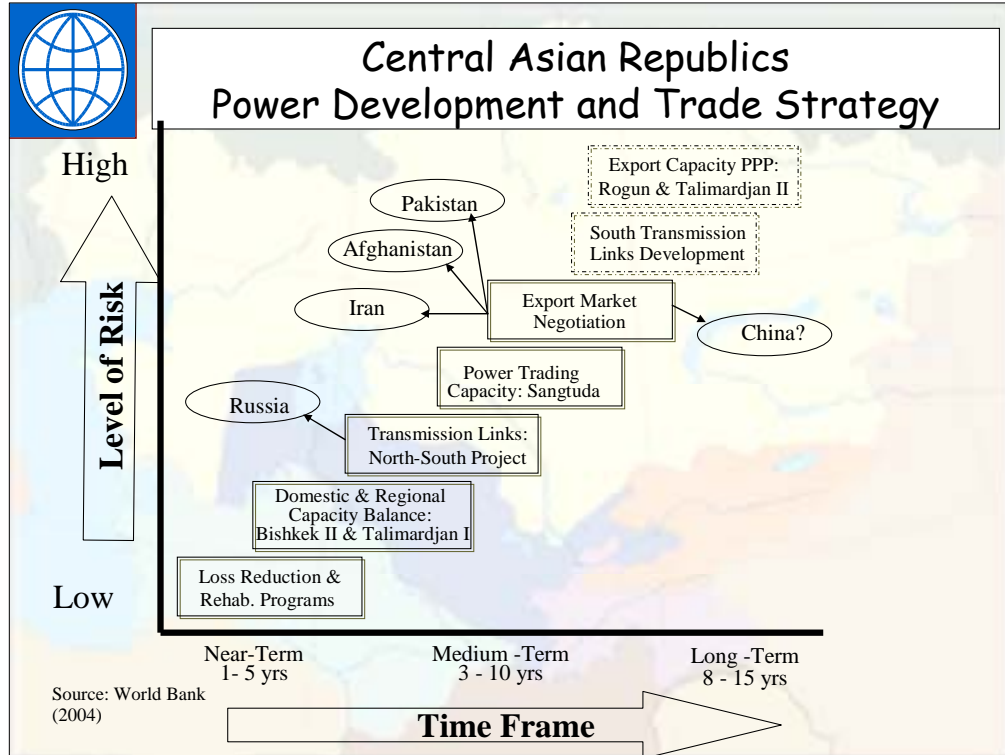 Central Asian Republics
Power Development and Trade Strategy
High
Level of Risk
Low
Export Capacity PPP:
Rogun & Talimardjan II
Pakistan
South Transmission
Links Development
Afghanistan
Iran
Export Market
Negotiation
China?
Power Trading
Capacity: Sangtuda
Russia
Transmission Links:
North-South Project
Domestic & Regional
Capacity Balance:
Bishkek II & Talimardjan I
Loss Reduction &
Rehab. Programs
Near-Term
1- 5 yrs
Medium -Term
3 - 10 yrs
Long -Term
8 - 15 yrs
Source: World Bank
(2004)
Time Frame